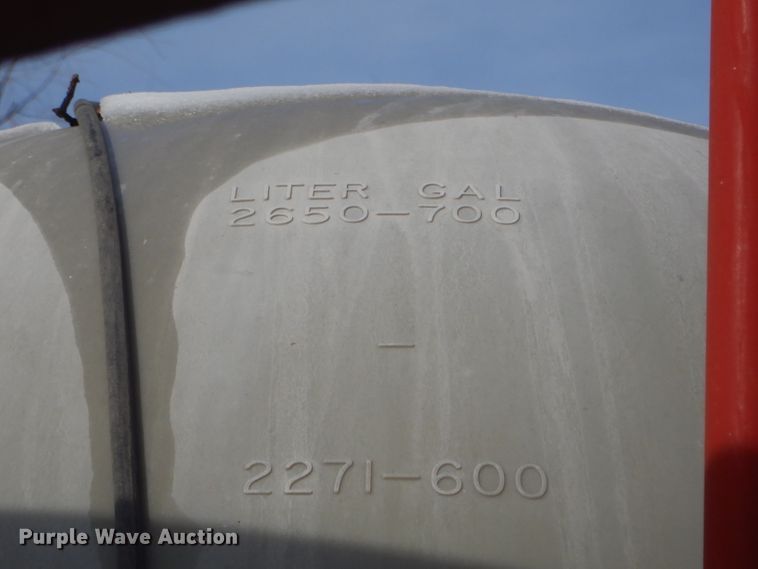 LITER GAL
2650-700
2271-600
Purple Wave Auction